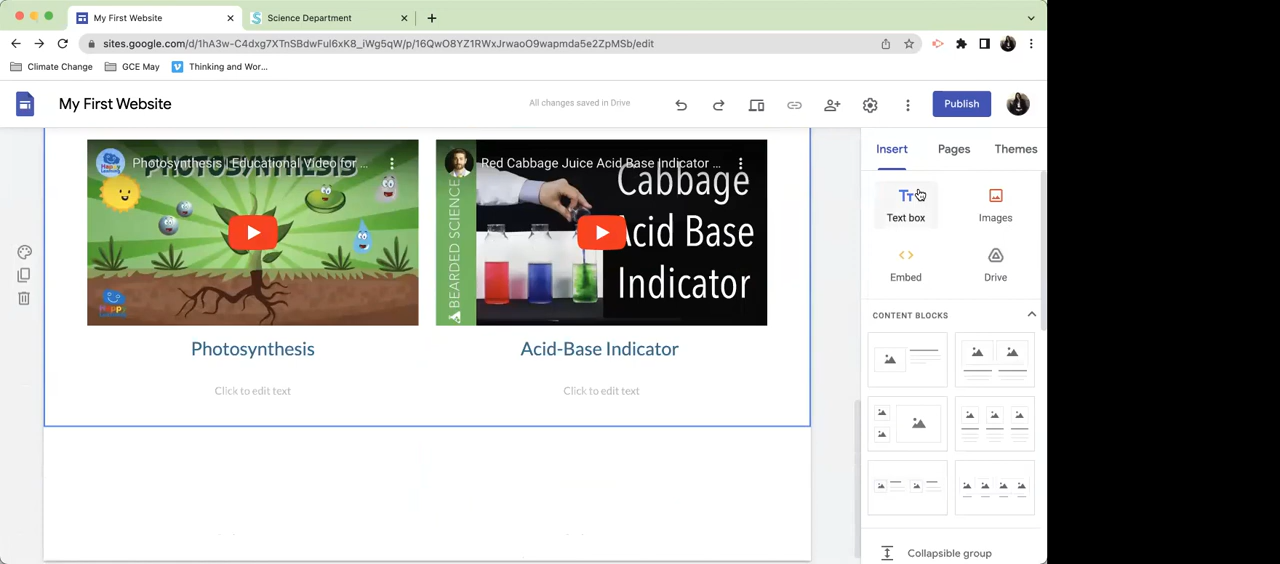 My First Website
Science Department
sites.google.com/d/1hA3w-C4dxg7XTnSBdwFul6xK8_iWg5qW/p/16QwO8YZ1RWxJrwaoO9wapmda5e2ZpMSb/edit
Climate Change
GCE May
Thinking and Wor...
My First Website
All changes saved in Drive
Publish
Insert
Pages
Themes
Photosynthesis | Educational Video for ...
PHOTOSYNTHESIS
Red Cabbage Juice Acid Base Indicator ...
BEARDED SCIENCE
Cabbage
Acid Base
Indicator
Tт
Text box
Images
Embed
Drive
CONTENT BLOCKS
Photosynthesis
Acid-Base Indicator
Click to edit text
Click to edit text
Collapsible group